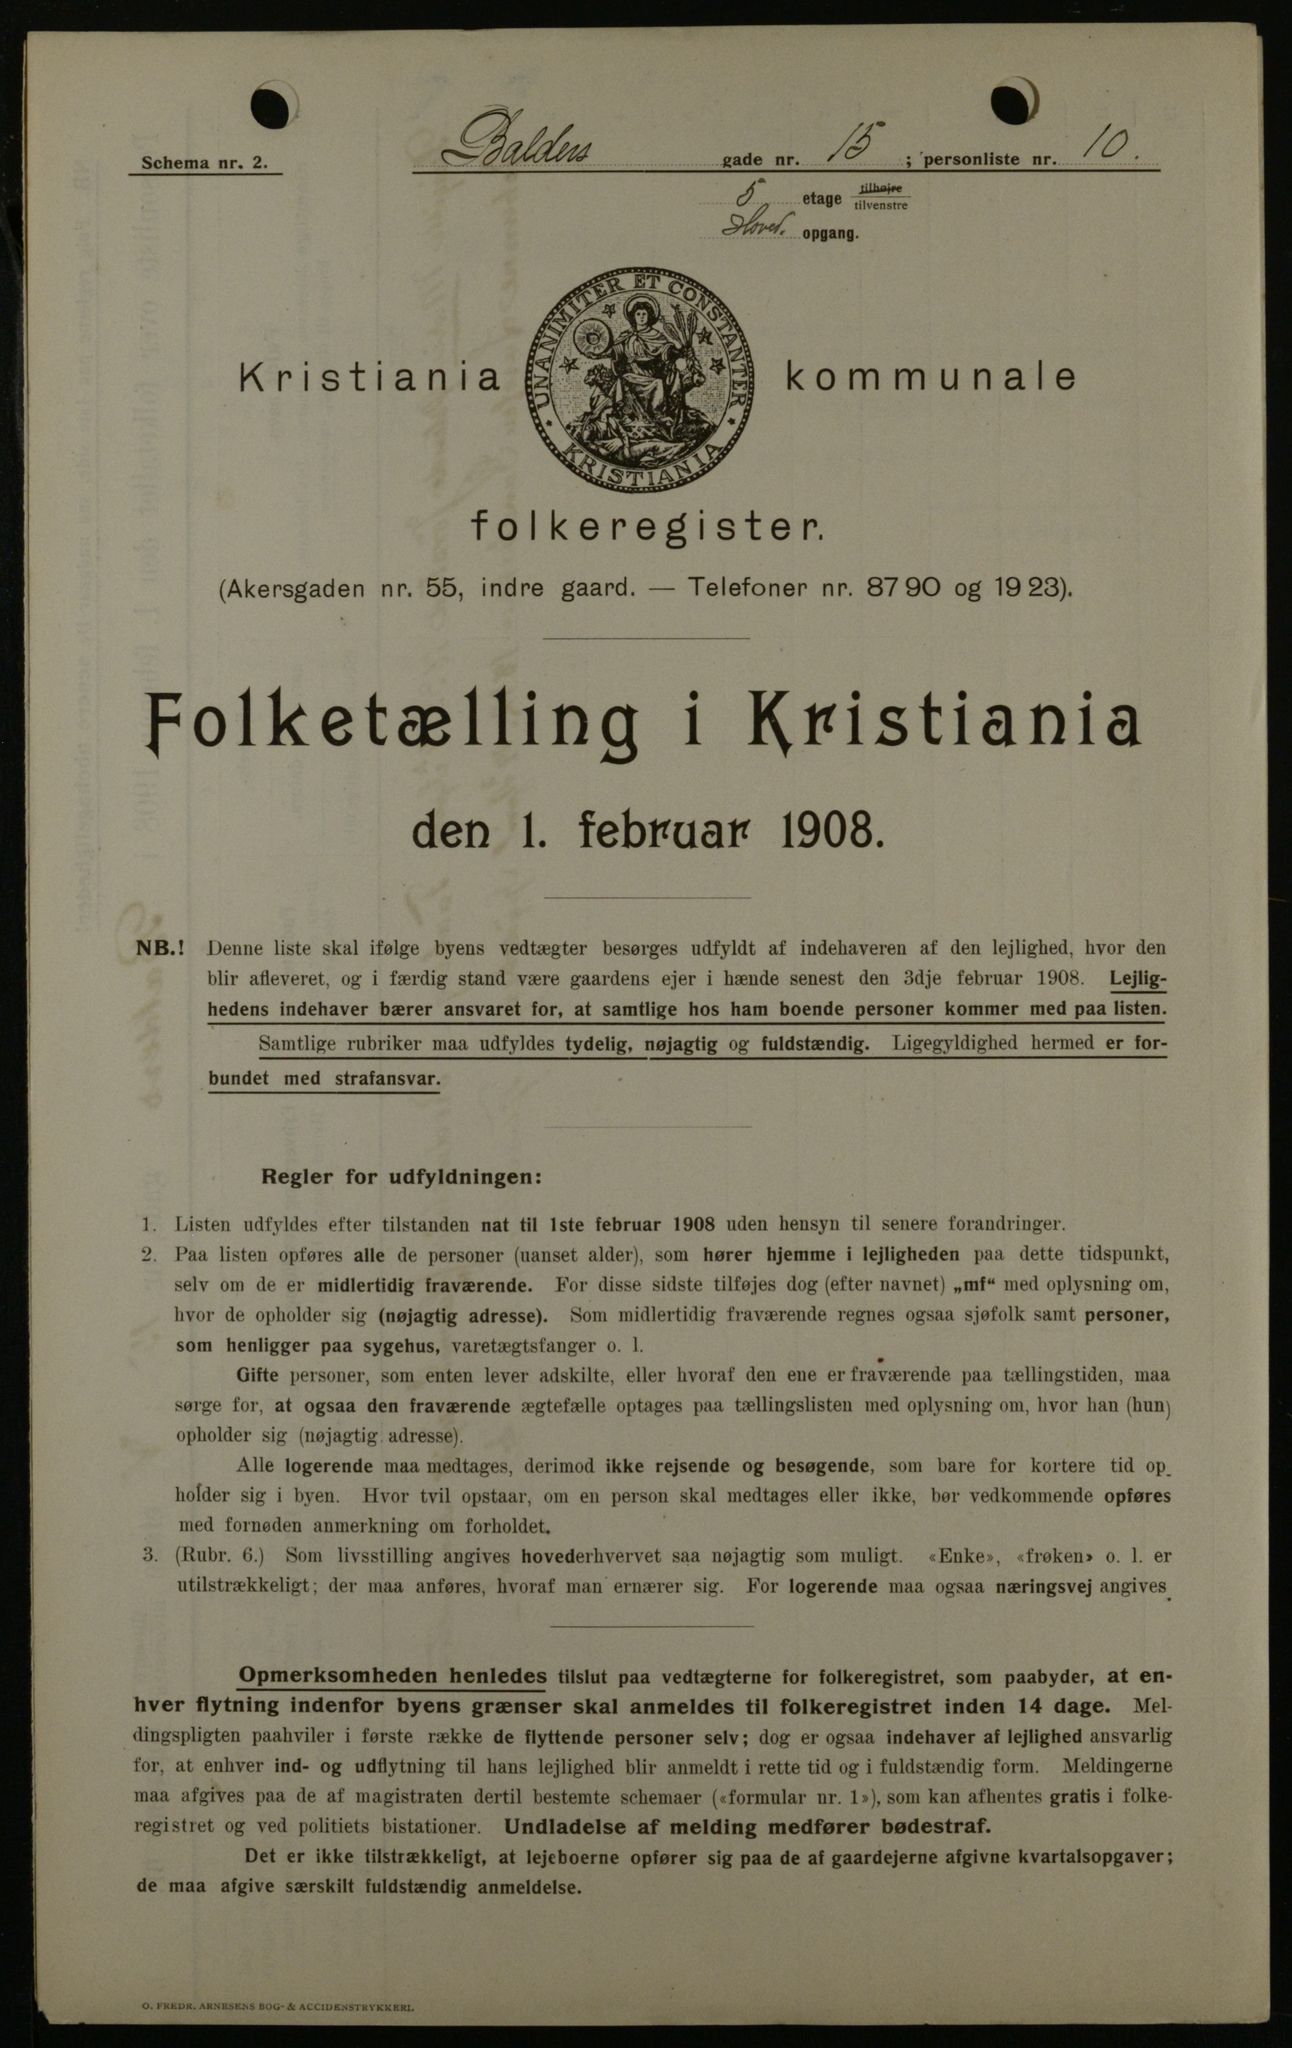 Schema nr. 2.
Balders gade nr. 15 ; personliste nr. 10.
5 etage tilhøjre
tilvenstre
Hoved. opgang.
UNANIMITER ET CONSTANTER
KRISTIANIA
Kristiania kommunale
folkeregister.
(Akersgaden nr. 55, indre gaard. — Telefoner nr. 87 90 og 19 23).
Folketælling i Kristiania
den 1. februar 1908.
NB.! Denne liste skal ifølge byens vedtægter besørges udfyldt af indehaveren af den lejlighed, hvor den
blir afleveret, og i færdig stand være gaardens ejer i hænde senest den 3dje februar 1908. Lejlig-
hedens indehaver bærer ansvaret for, at samtlige hos ham boende personer kommer med paa listen.
Samtlige rubriker maa udfyldes tydelig, nøjagtig og fuldstændig. Ligegyldighed hermed er for-
bundet med strafansvar.
Regler for udfyldningen:
1. Listen udfyldes efter tilstanden nat til 1ste februar 1908 uden hensyn til senere forandringer.
2. Paa listen opføres alle de personer (uanset alder), som hører hjemme i lejligheden paa dette tidspunkt,
selv om de er midlertidig fraværende. For disse sidste tilføjes dog (efter navnet) „mf“ med oplysning om,
hvor de opholder sig (nøjagtig adresse). Som midlertidig fraværende regnes ogsaa sjøfolk samt personer,
som henligger paa sygehus, varetægtsfanger o. l.
Gifte personer, som enten lever adskilte, eller hvoraf den ene er fraværende paa tællingstiden, maa
sørge for, at ogsaa den fraværende ægtefælle optages paa tællingslisten med oplysning om, hvor han (hun)
opholder sig (nøjagtig adresse).
Alle logerende maa medtages, derimod ikke rejsende og besøgende, som bare for kortere tid op-
holder sig i byen. Hvor tvil opstaar, om en person skal medtages eller ikke, bør vedkommende opføres
med fornøden anmerkning om forholdet.
3. (Rubr. 6.) Som livsstilling angives hovederhvervet saa nøjagtig som muligt. «Enke», «frøken» o. l. er
utilstrækkeligt; der maa anføres, hvoraf man ernærer sig. For logerende maa ogsaa næringsvej angives.
Opmerksomheden henledes tilslut paa vedtægterne for folkeregistret, som paabyder, at en-
hver flytning indenfor byens grænser skal anmeldes til folkeregistret inden 14 dage. Mel-
dingspligten paahviler i første række de flyttende personer selv; dog er ogsaa indehaver af lejlighed ansvarlig
for, at enhver ind- og udflytning til hans lejlighed blir anmeldt i rette tid og i fuldstændig form. Meldingerne
maa afgives paa de af magistraten dertil bestemte schemaer («formular nr. 1»), som kan afhentes gratis i folke-
registret og ved politiets bistationer. Undladelse af melding medfører bødestraf.
Det er ikke tilstrækkeligt, at lejeboerne opfører sig paa de af gaardejerne afgivne kvartalsopgaver;
de maa afgive særskilt fuldstændig anmeldelse.
O. FREDR. ARNESENS BOG- & ACCIDENSTRYKKERI.